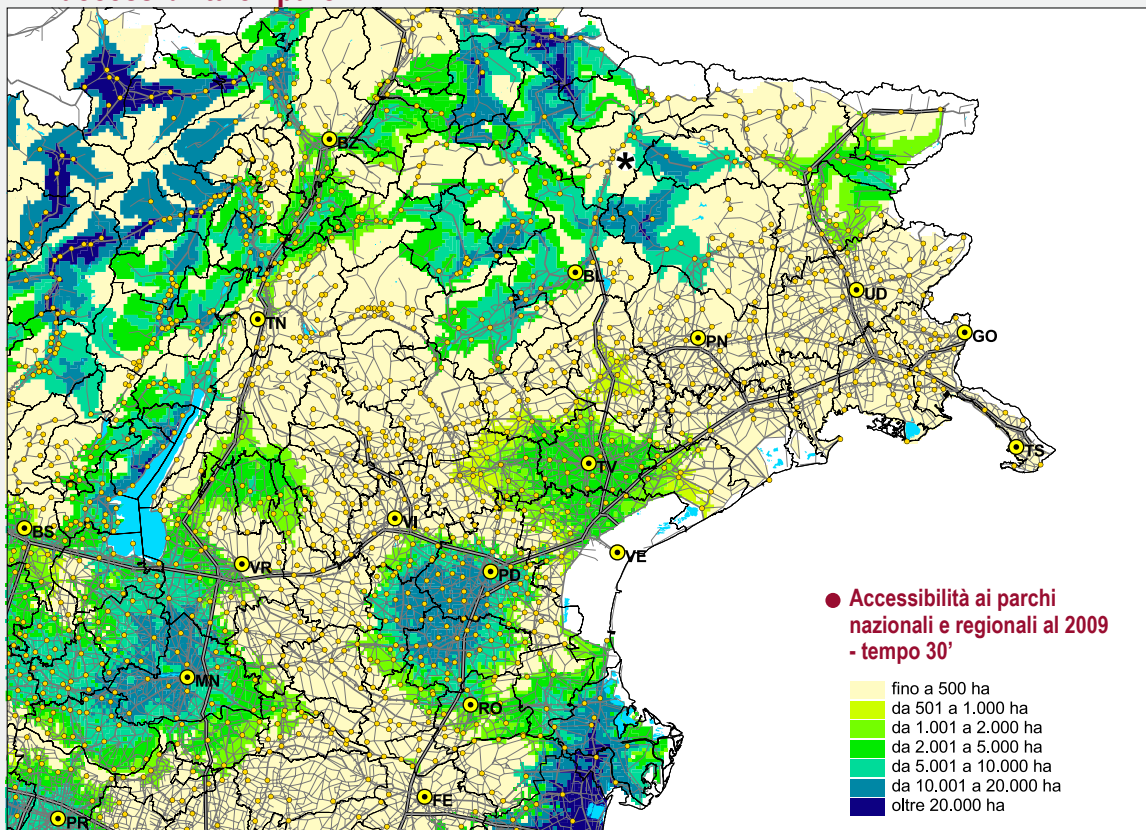 BZ
*
BL
TN
UD
PN
GO
TS
TV
BS
VI
VR
VE
PD
MN
RO
FE
PR
● Accessibilità ai parchi
nazionali e regionali al 2009
- tempo 30'
fino a 500 ha
da 501 a 1.000 ha
da 1.001 a 2.000 ha
da 2.001 a 5.000 ha
da 5.001 a 10.000 ha
da 10.001 a 20.000 ha
oltre 20.000 ha